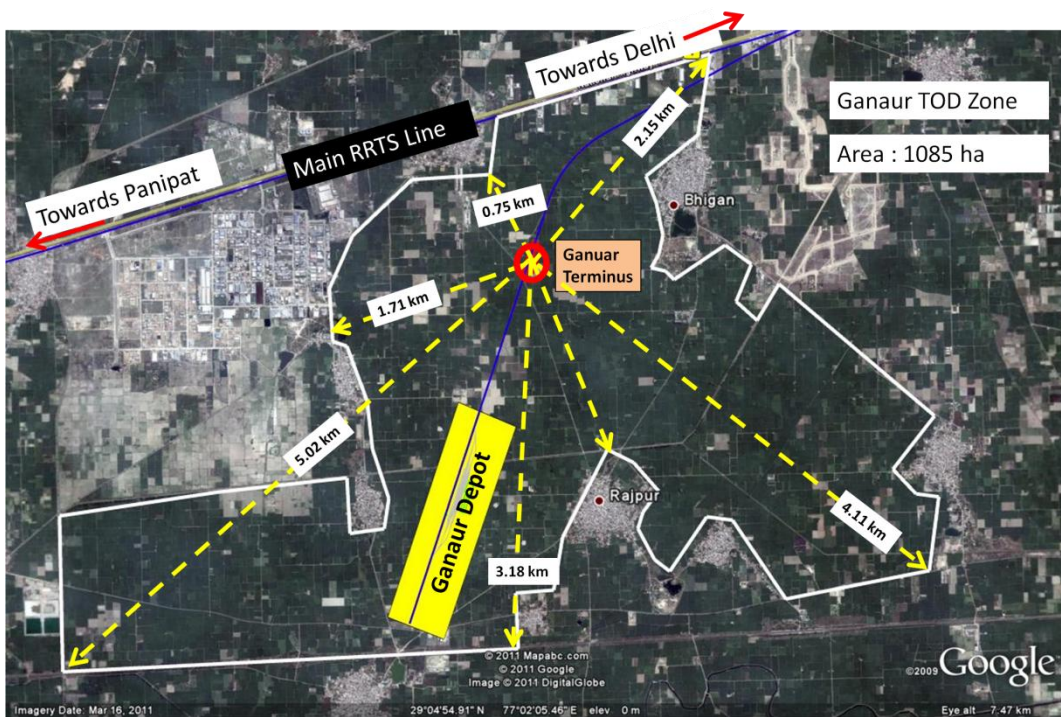 Towards Delhi
Ganaur TOD Zone
Area : 1085 ha
Main RRTS Line
2.15 km
Towards Panipat
0.75 km
Bhigan
Ganuar
Terminus
1.71 km
5.02 km
Ganaur Depot
Rajpur
4.11 km
3.18 km
© 2011 Mapabc.com
© 2011 Google
Image © 2011 DigitalGlobe
©2009 Google
Imagery Date: Mar 16, 2011
29°04'54.91" N 77°02'05.46" E elev 0 m
Eye alt 7.47 km